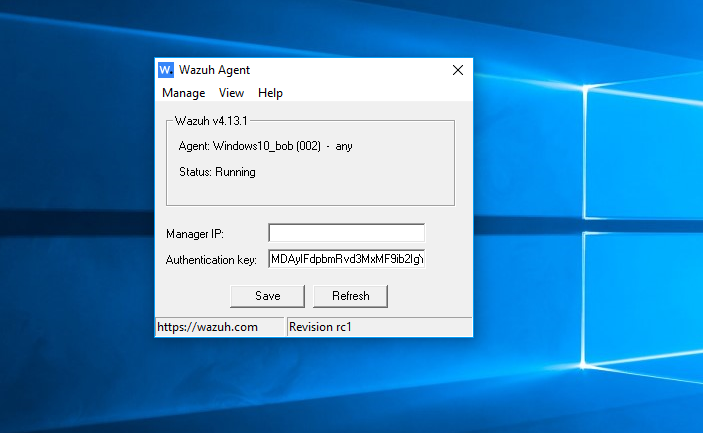 W. Wazuh Agent
Manage View Help
Wazuh v4.13.1
Agent: Windows10_bob (002) - any
Status: Running
Manager IP:
Authentication key: MDAyIFdpbmRvd3MxMF9ib2IgY
Save Refresh
https://wazuh.com Revision rc1